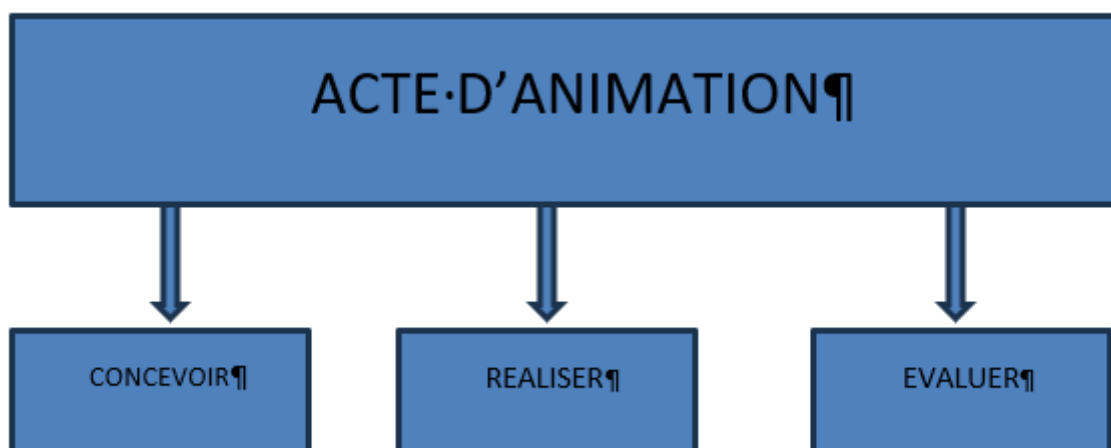 ACTE·D’ANIMATION¶
CONCEVOIR¶
REALISER¶
EVALUER¶